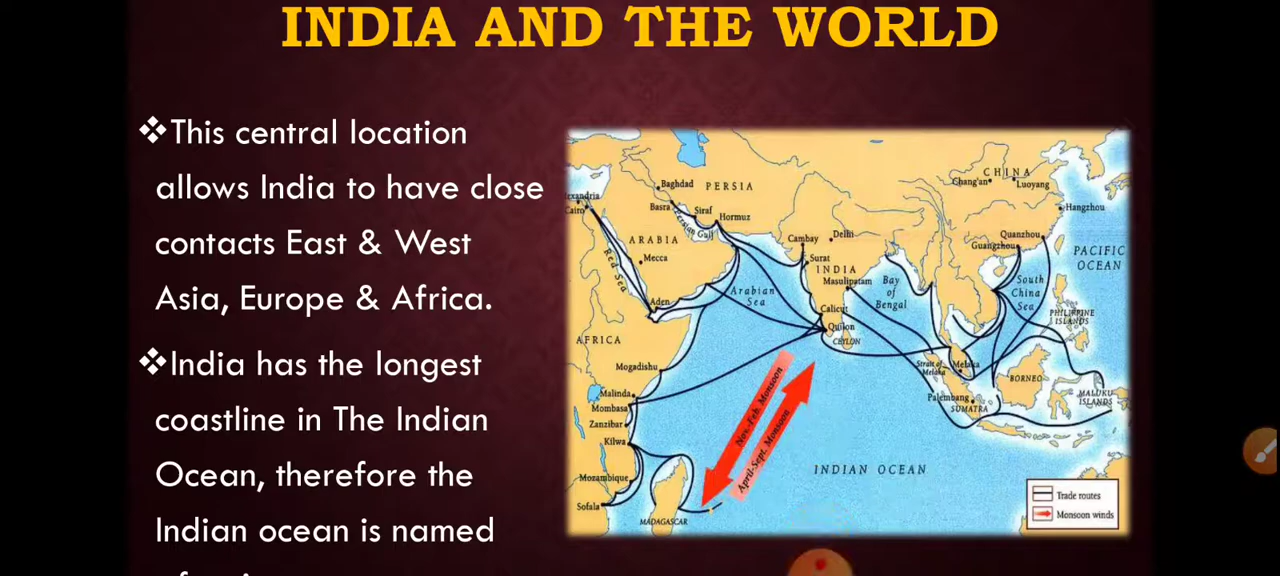 INDIA AND THE WORLD
❖This central location
allows India to have close
contacts East & West
Asia, Europe & Africa.
❖India has the longest
coastline in The Indian
Ocean, therefore the
Indian ocean is named
CHINA
Baghdad
PERSIA
Chang'an
Luoyang
Cairo
Basra
Siraf
Hormuz
Hangzhou
Persian Gulf
ARABIA
Cambay
Delhi
Quanzhou
Guangzhou
PACIFIC
OCEAN
Red Sea
Mecca
Surat
INDIA
Masulipatam
Bay
of
Bengal
South
China
Sea
Arabian
Sea
Aden
Calicut
PHILIPPINE
ISLANDS
Quilon
CEYLON
AFRICA
Mogadishu
Strait of
Melaka
Melaka
BORNEO
Malinda
Mombasa
Palembang
SUMATRA
MALUKU
ISLANDS
Zanzibar
Kilwa
Nov.-Feb. Monsoon
April-Sept. Monsoon
INDIAN OCEAN
Mozambique
Sofala
MADAGASCAR
Trade routes
Monsoon winds